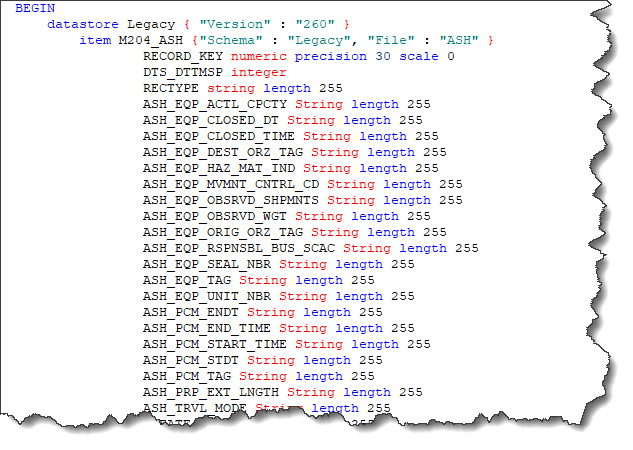 BEGIN
datastore Legacy { "Version" : "260" }
item M204_ASH {"Schema" : "Legacy", "File" : "ASH" }
RECORD_KEY numeric precision 30 scale 0
DTS_DTTMSP integer
RECTYPE string length 255
ASH_EQP_ACTL_CPCTY String length 255
ASH_EQP_CLOSED_DT String length 255
ASH_EQP_CLOSED_TIME String length 255
ASH_EQP_DEST_ORZ_TAG String length 255
ASH_EQP_HAZ_MAT_IND String length 255
ASH_EQP_MVMNT_CNTRL_CD String length 255
ASH_EQP_OBSRVD_SHPMNTS String length 255
ASH_EQP_OBSRVD_WGT String length 255
ASH_EQP_ORIG_ORZ_TAG String length 255
ASH_EQP_RSPNSBL_BUS_SCAC String length 255
ASH_EQP_SEAL_NBR String length 255
ASH_EQP_TAG String length 255
ASH_EQP_UNIT_NBR String length 255
ASH_PCM_ENDT String length 255
ASH_PCM_END_TIME String length 255
ASH_PCM_START_TIME String length 255
ASH_PCM_STDT String length 255
ASH_PCM_TAG String length 255
ASH_PRP_EXT_LNGTH String length 255
ASH_TRVL_MODE String length 255